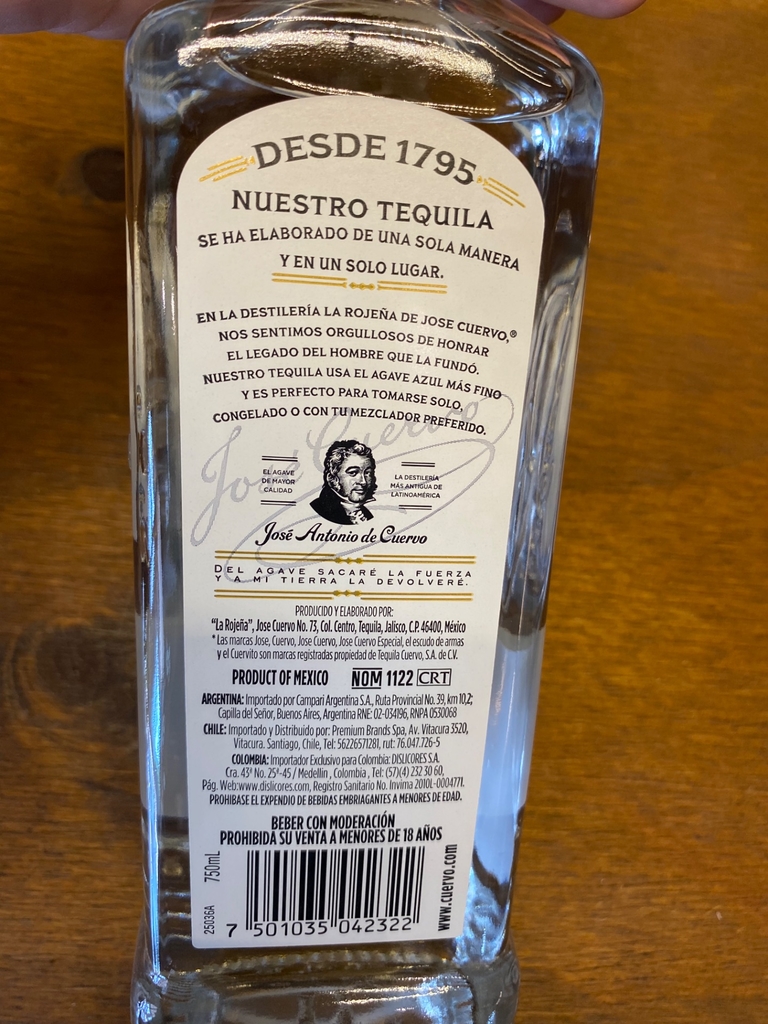 DESDE 1795
NUESTRO TEQUILA
SE HA ELABORADO DE UNA SOLA MANERA
Y EN UN SOLO LUGAR.
EN LA DESTILERÍA LA ROJEÑA DE JOSE CUERVO,®
NOS SENTIMOS ORGULLOSOS DE HONRAR
EL LEGADO DEL HOMBRE QUE LA FUNDÓ.
NUESTRO TEQUILA USA EL AGAVE AZUL MÁS FINO
Y ES PERFECTO PARA TOMARSE SOLO,
CONGELADO O CON TU MEZCLADOR PREFERIDO.
José Cuervo
EL AGAVE
DE MAYOR
CALIDAD
LA DESTILERÍA
MÁS ANTIGUA DE
LATINOAMÉRICA
José Antonio de Cuervo
DEL AGAVE SACARÉ LA FUERZA
Y A MI TIERRA LA DEVOLVERÉ.
PRODUCIDO Y ELABORADO POR:
"La Rojeña", Jose Cuervo No. 73, Col. Centro, Tequila, Jalisco, C.P. 46400, México
* Las marcas Jose, Cuervo, Jose Cuervo, Jose Cuervo Especial, el escudo de armas
y el Cuervito son marcas registradas propiedad de Tequila Cuervo, S.A. de C.V.
PRODUCT OF MEXICO NOM 1122 CRT
ARGENTINA: Importado por Campari Argentina S.A., Ruta Provincial No. 39, km 10,2;
Capilla del Señor, Buenos Aires, Argentina RNE: 02-034196, RNPA 0530068
CHILE: Importado y Distribuido por: Premium Brands Spa, Av. Vitacura 3520,
Vitacura. Santiago, Chile, Tel: 56226571281, rut: 76.047.726-5
COLOMBIA: Importador Exclusivo para Colombia: DISLICORES S.A.
Cra. 43ª No. 25ª-45 / Medellin , Colombia , Tel: (57)(4) 232 30 60,
Pág. Web:www.dislicores.com, Registro Sanitario No. Invima 2010L-0004771.
PROHIBASE EL EXPENDIO DE BEBIDAS EMBRIAGANTES A MENORES DE EDAD.
BEBER CON MODERACIÓN
PROHIBIDA SU VENTA A MENORES DE 18 AÑOS
25036A 750mL
7 501035 042322
www.cuervo.com